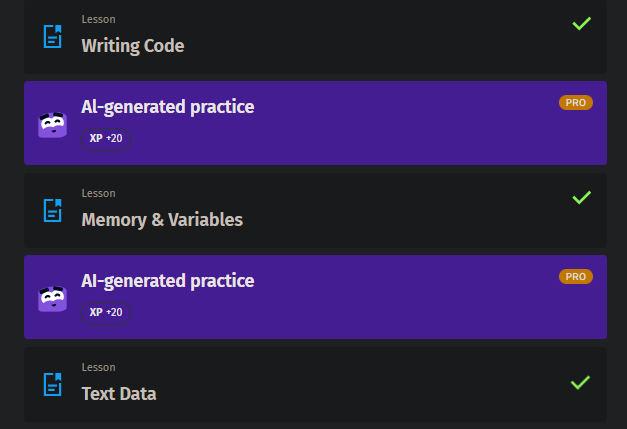 Lesson
Writing Code
AI-generated practice
PRO
XP +20
Lesson
Memory & Variables
AI-generated practice
PRO
XP +20
Lesson
Text Data